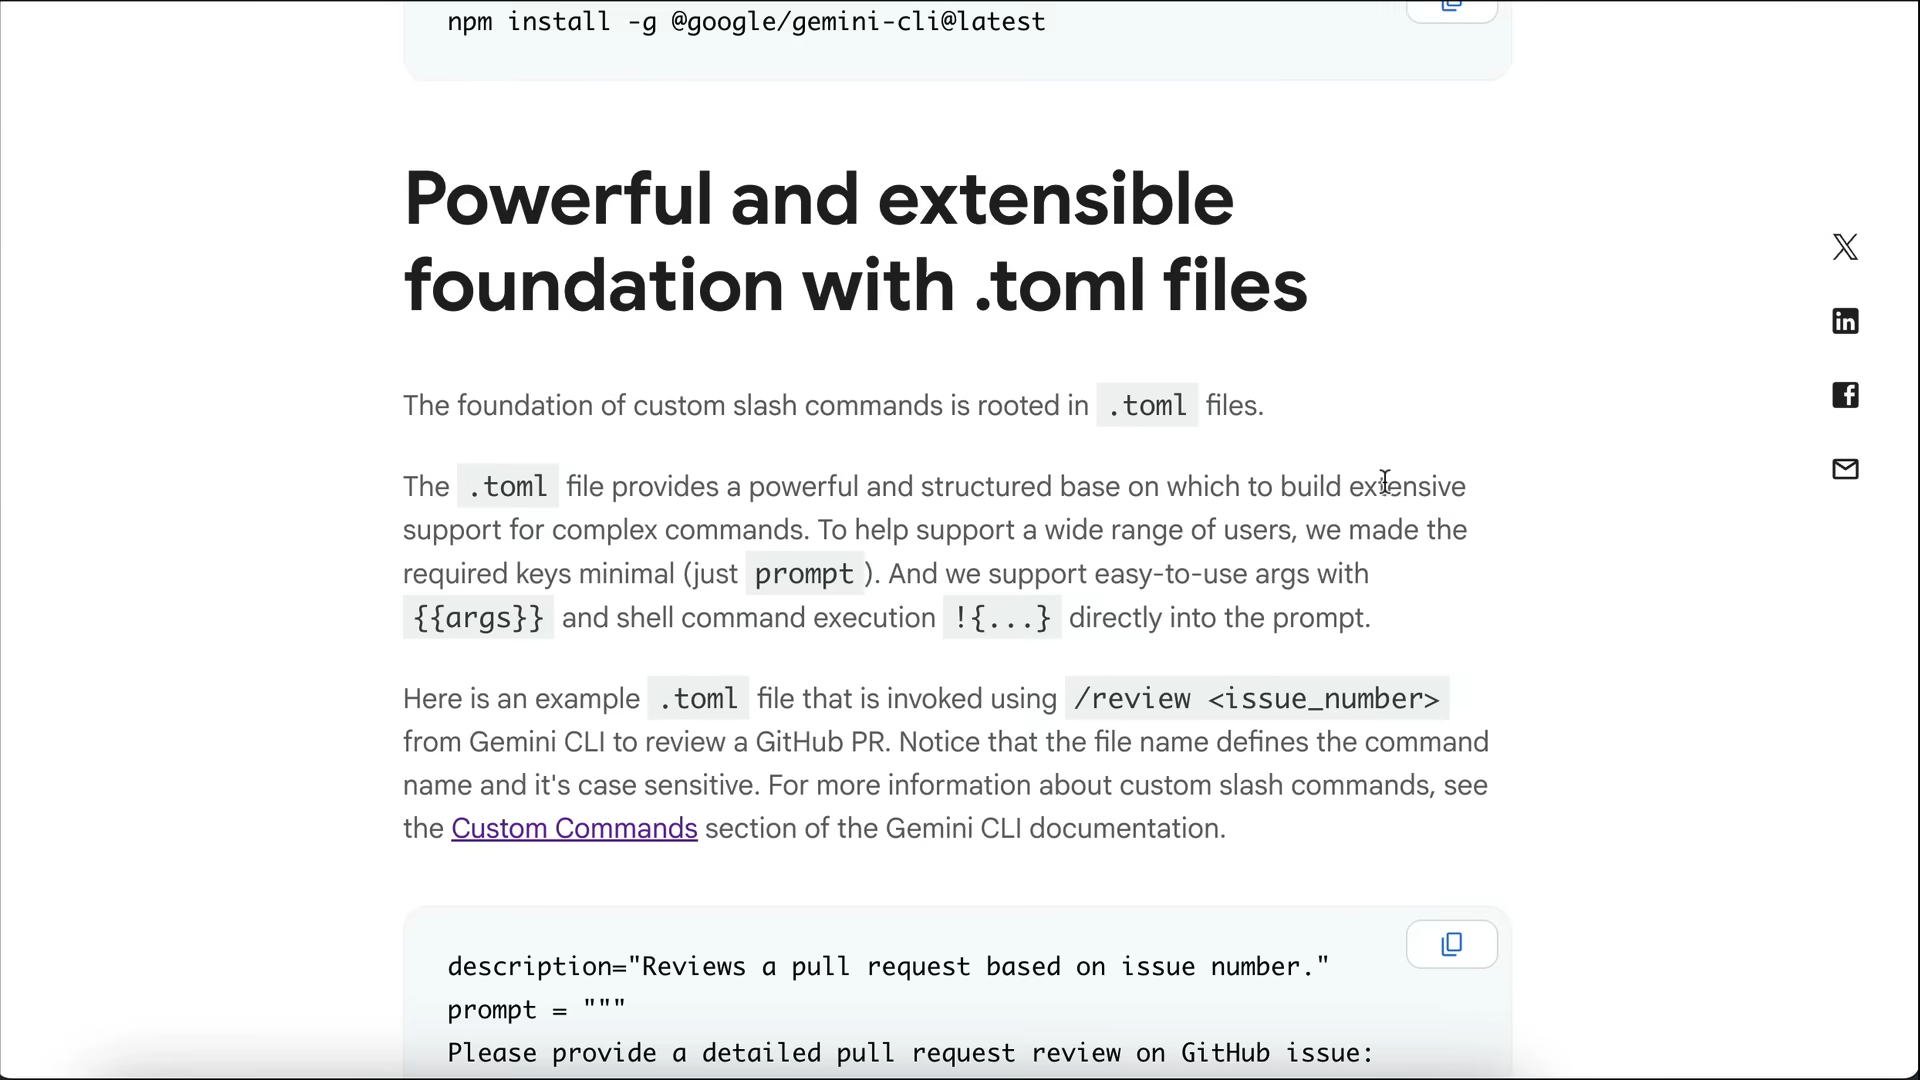 npm install -g @google/gemini-cli@latest
Powerful and extensible
foundation with .toml files
The foundation of custom slash commands is rooted in .toml files.
The .toml file provides a powerful and structured base on which to build extensive
support for complex commands. To help support a wide range of users, we made the
required keys minimal (just prompt ). And we support easy-to-use args with
{{args}} and shell command execution !{...} directly into the prompt.
Here is an example .toml file that is invoked using /review <issue_number>
from Gemini CLI to review a GitHub PR. Notice that the file name defines the command
name and it's case sensitive. For more information about custom slash commands, see
the Custom Commands section of the Gemini CLI documentation.
description="Reviews a pull request based on issue number."
prompt = """
Please provide a detailed pull request review on GitHub issue: